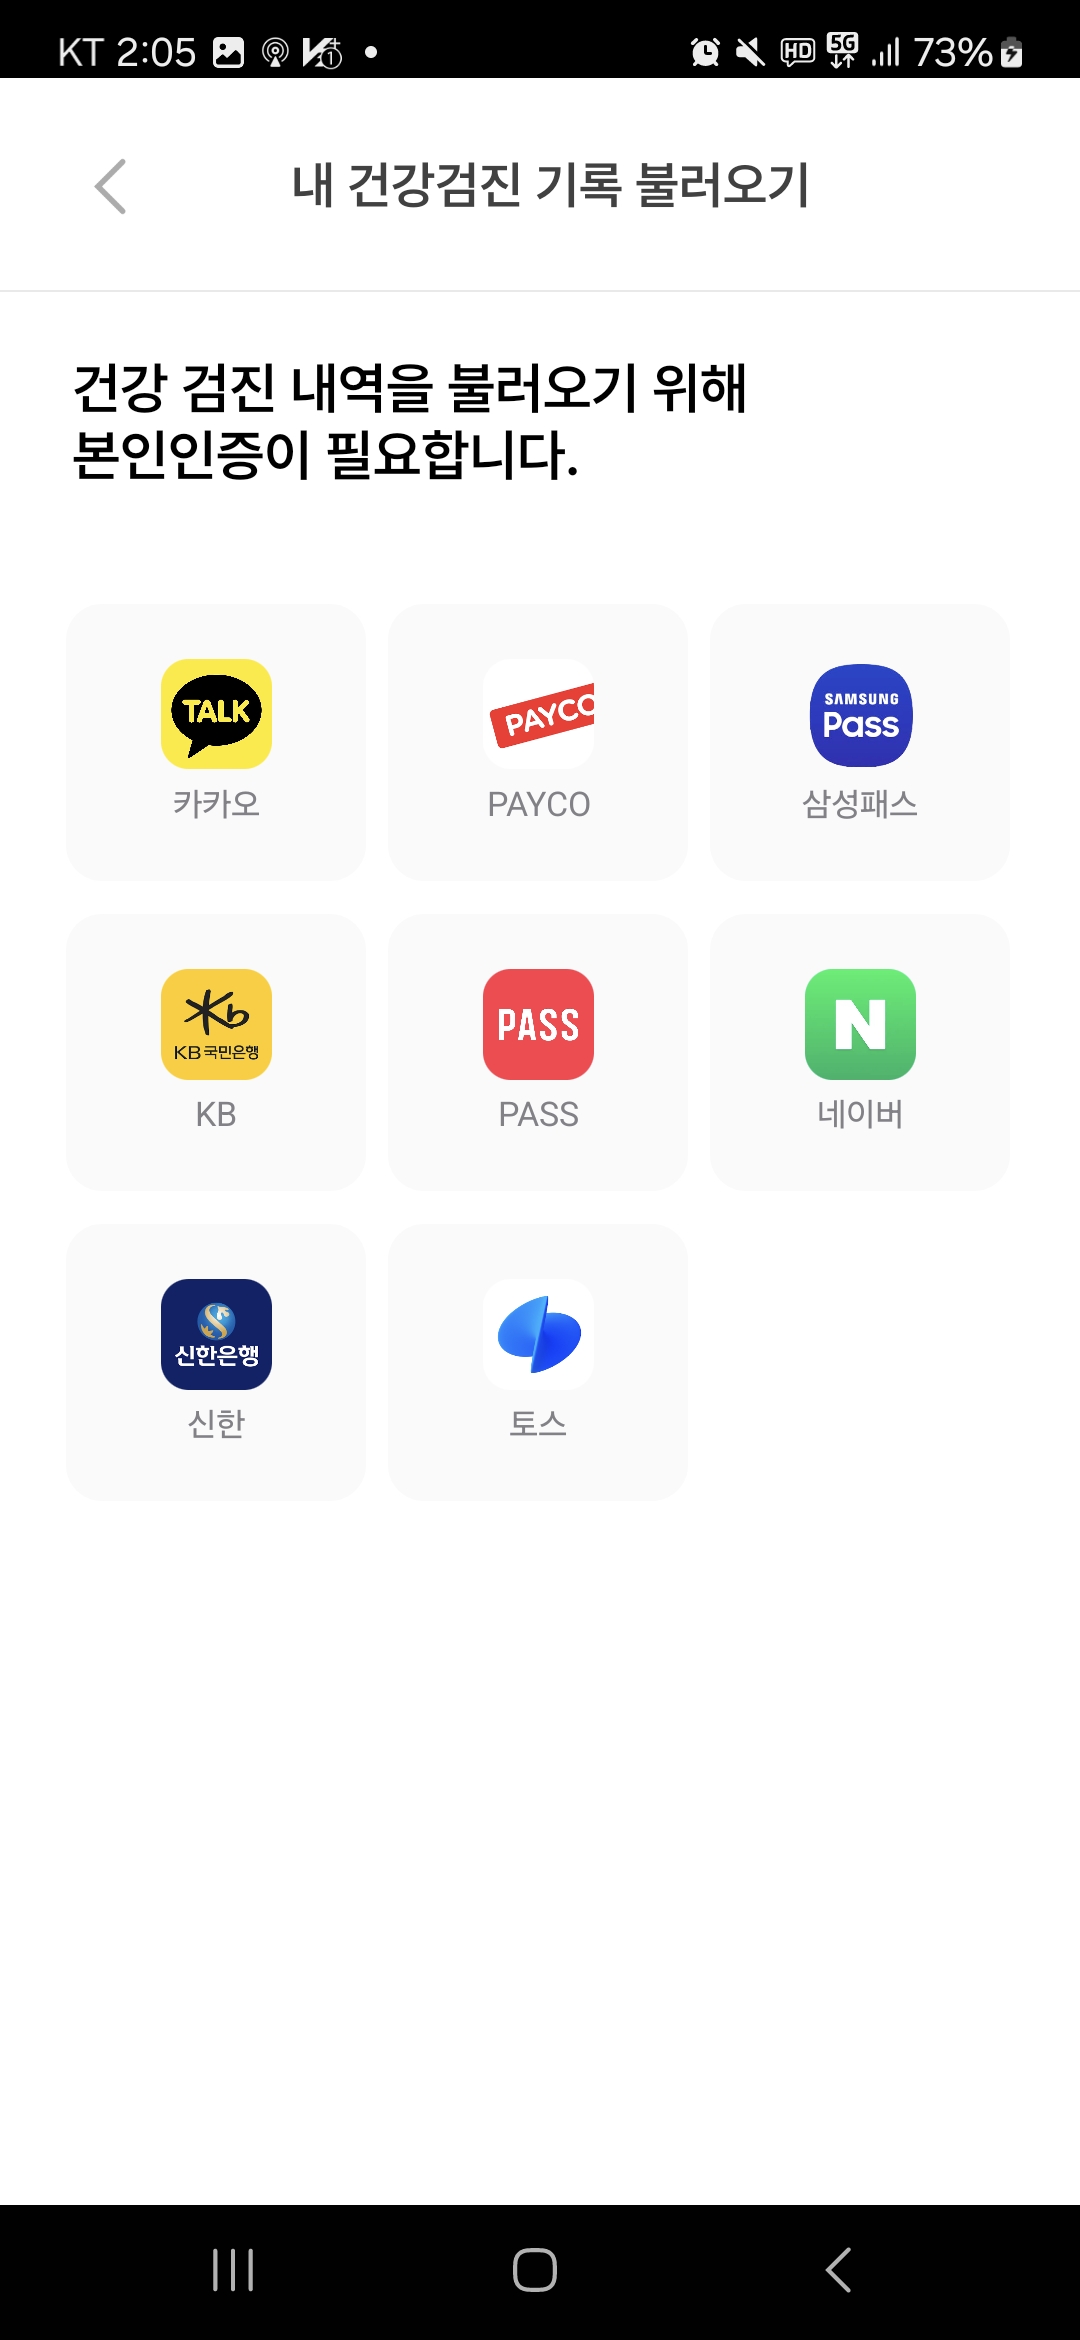 KT 2:05
HD 5G 73%
내 건강검진 기록 불러오기
건강 검진 내역을 불러오기 위해
본인인증이 필요합니다.
TALK
카카오
PAYCO
PAYCO
SAMSUNG
Pass
삼성패스
Kb
KB 국민은행
KB
PASS
PASS
N
네이버
신한은행
신한
토스